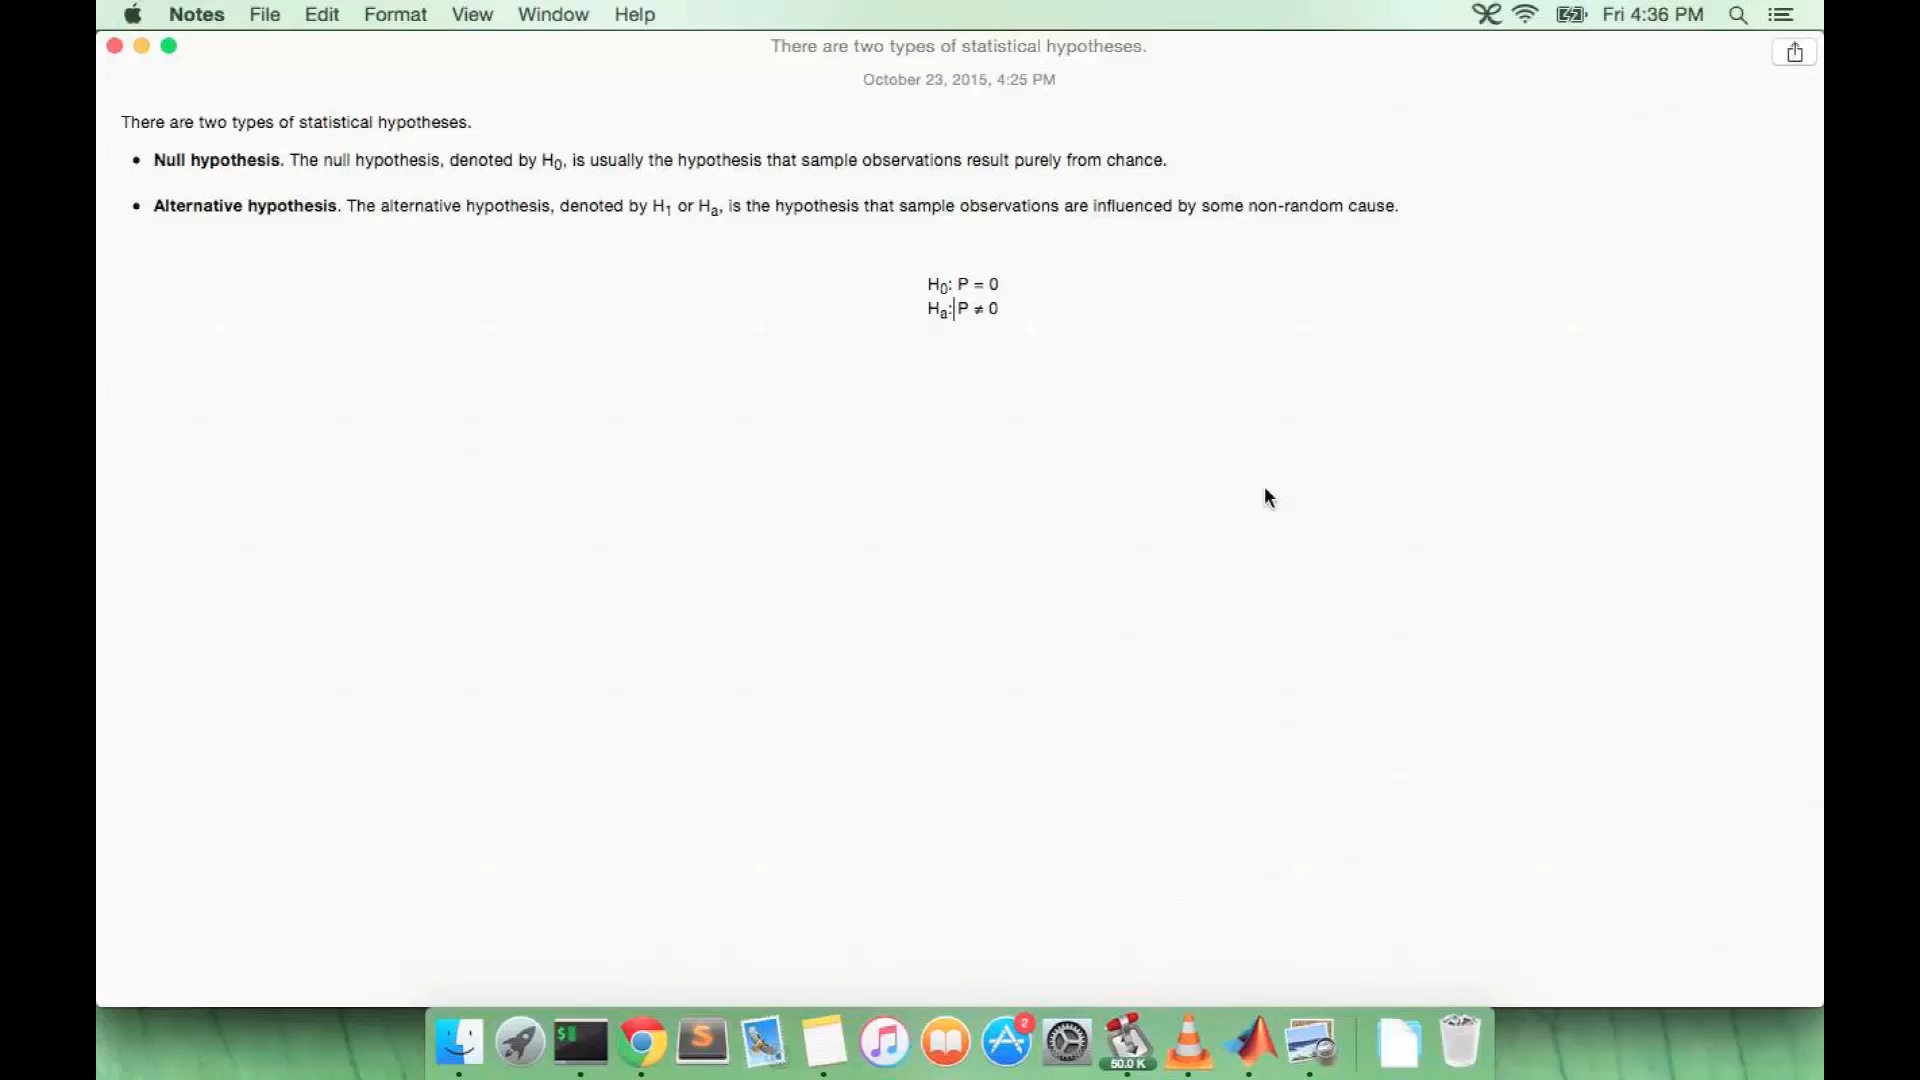 Notes File Edit Format View Window Help Fri 4:36 PM
There are two types of statistical hypotheses.
October 23, 2015, 4:25 PM
There are two types of statistical hypotheses.
• Null hypothesis. The null hypothesis, denoted by H₀, is usually the hypothesis that sample observations result purely from chance.
• Alternative hypothesis. The alternative hypothesis, denoted by H₁ or Hₐ, is the hypothesis that sample observations are influenced by some non-random cause.
H₀: P = 0
Hₐ: P ≠ 0
$
S
2
50.0 K